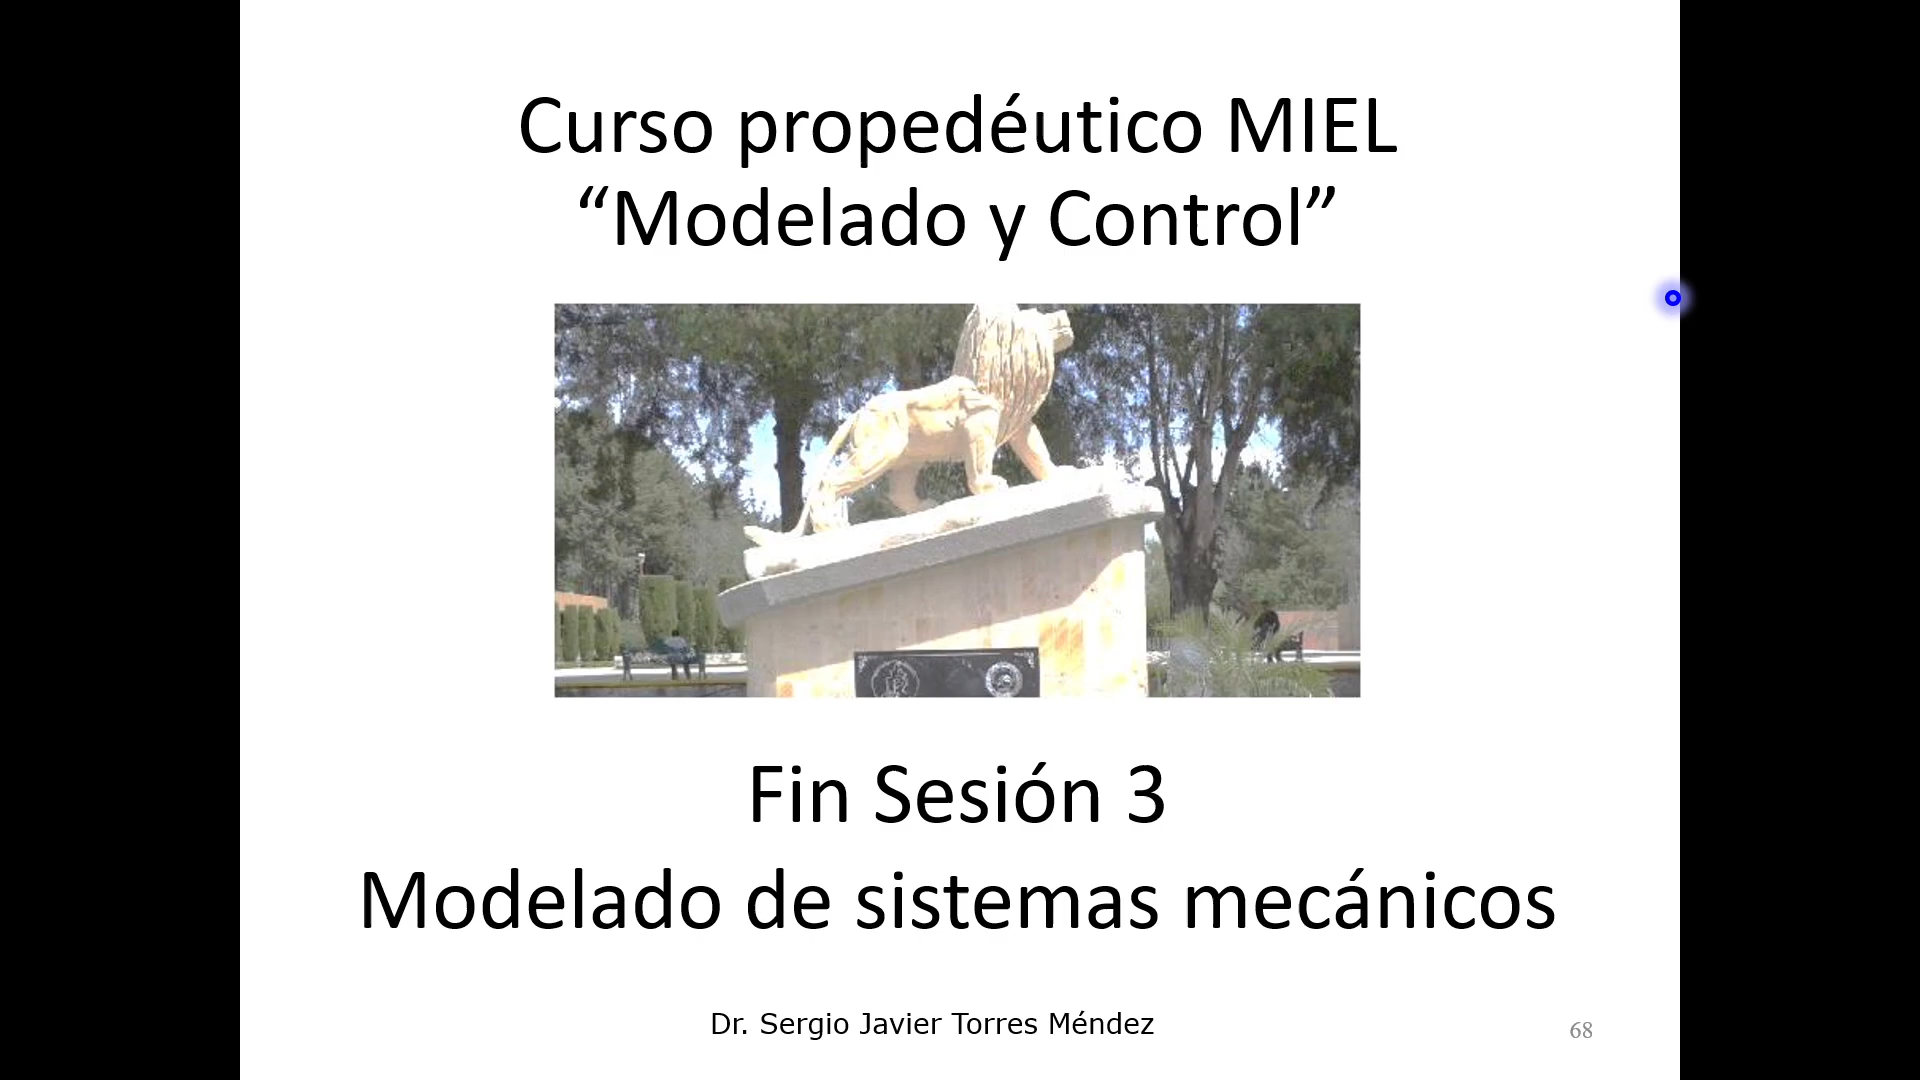 Curso propedéutico MIEL
“Modelado y Control”
Fin Sesión 3
Modelado de sistemas mecánicos
Dr. Sergio Javier Torres Méndez
68